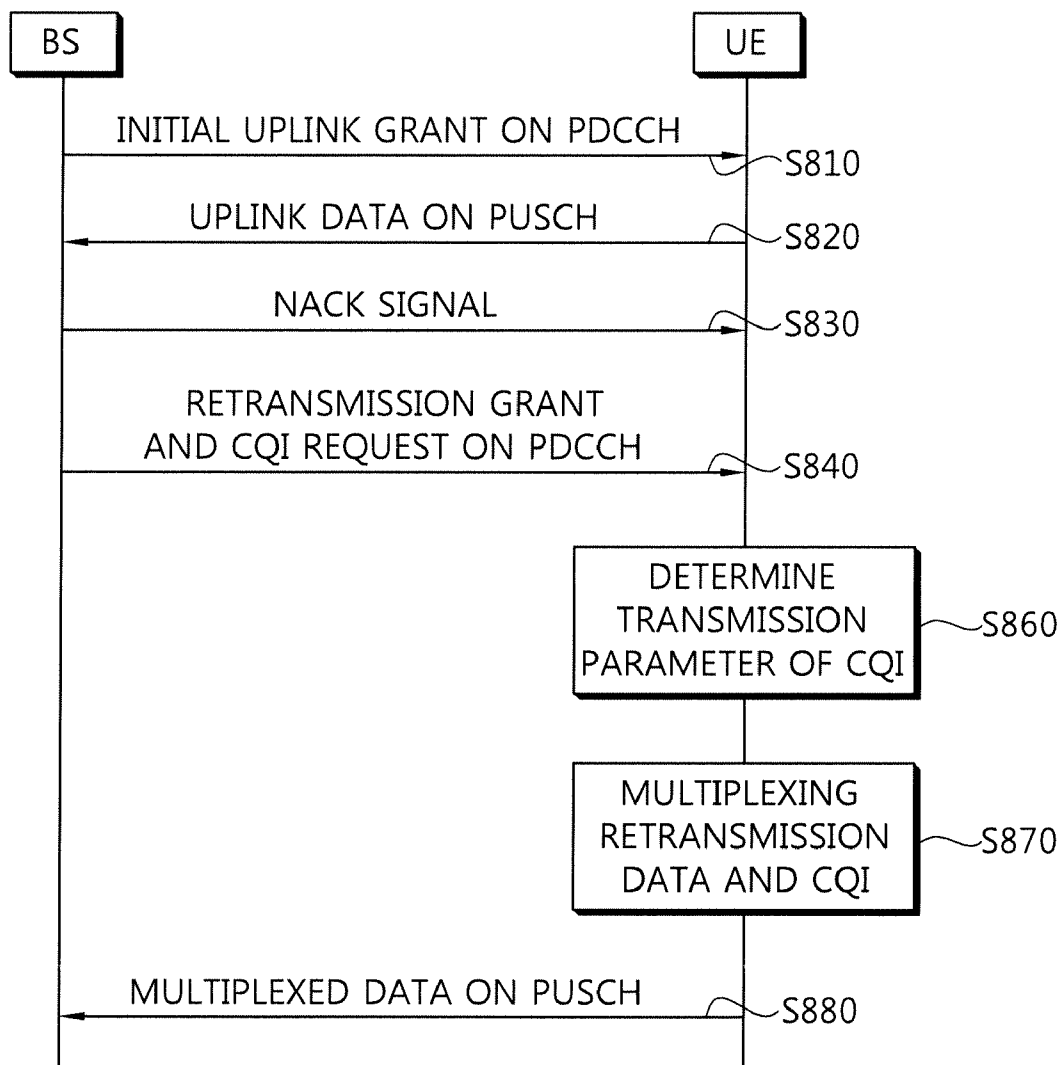 BS
UE
INITIAL UPLINK GRANT ON PDCCH
S810
UPLINK DATA ON PUSCH
S820
NACK SIGNAL
S830
RETRANSMISSION GRANT
AND CQI REQUEST ON PDCCH
S840
DETERMINE
TRANSMISSION
PARAMETER OF CQI
S860
MULTIPLEXING
RETRANSMISSION
DATA AND CQI
S870
MULTIPLEXED DATA ON PUSCH
S880